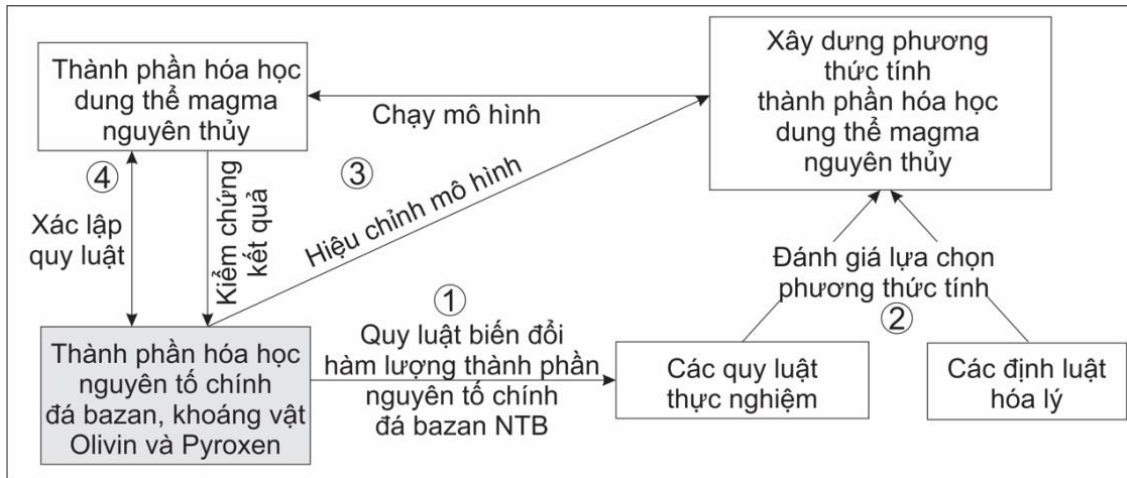 Thành phần hóa học
dung thể magma
nguyên thủy
Xây dưng phương
thức tính
thành phần hóa học
dung thể magma
nguyên thủy
Chạy mô hình
③
Hiệu chỉnh mô hình
④
Xác lập
quy luật
Kiểm chứng
kết quả
Đánh giá lựa chọn
phương thức tính
②
①
Quy luật biến đổi
hàm lượng thành phần
nguyên tố chính
đá bazan NTB
Thành phần hóa học
nguyên tố chính
đá bazan, khoáng vật
Olivin và Pyroxen
Các quy luật
thực nghiệm
Các định luật
hóa lý